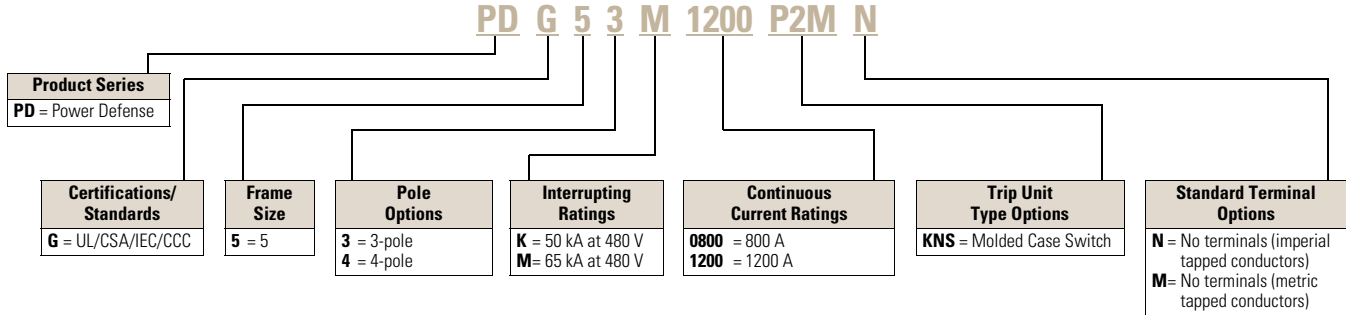 PD G 5 3 M 1200 P2M N
Product Series
PD = Power Defense
Certifications/
Standards
G = UL/CSA/IEC/CCC
Frame
Size
5 = 5
Pole
Options
3 = 3-pole
4 = 4-pole
Interrupting
Ratings
K = 50 kA at 480 V
M= 65 kA at 480 V
Continuous
Current Ratings
0800 = 800 A
1200 = 1200 A
Trip Unit
Type Options
KNS = Molded Case Switch
Standard Terminal
Options
N = No terminals (imperial
tapped conductors)
M= No terminals (metric
tapped conductors)